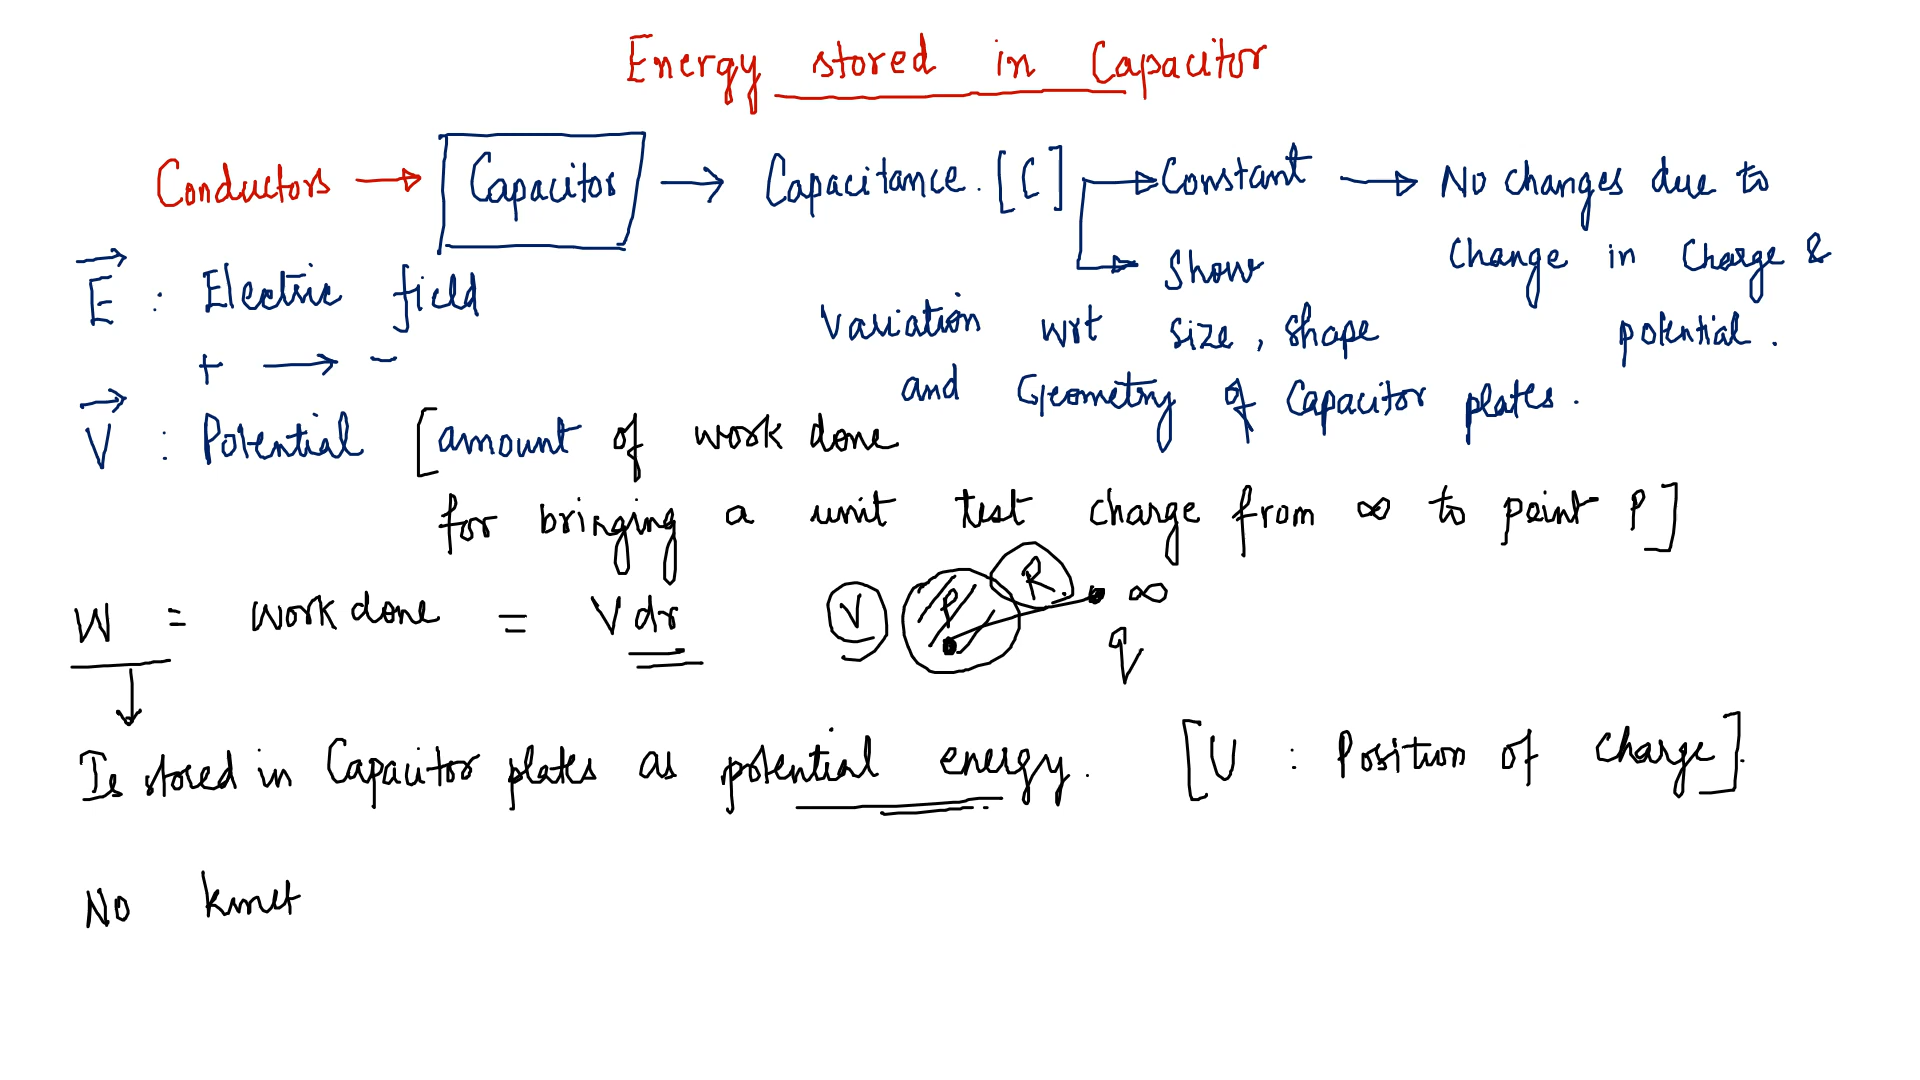 Energy stored in Capacitor
Conductors → Capacitor → Capacitance. [C] → Constant → No changes due to
change in Charge &
potential.
→ Show
Variation wrt size, shape
and Geometry of Capacitor plates.
E : Electric field
+ → -
V : Potential [amount of work done
for bringing a unit test charge from ∞ to point P]
W = work done = V dr
V P R ∞
q
Is stored in Capacitor plates as potential energy. [U : Position of charge].
No kinet